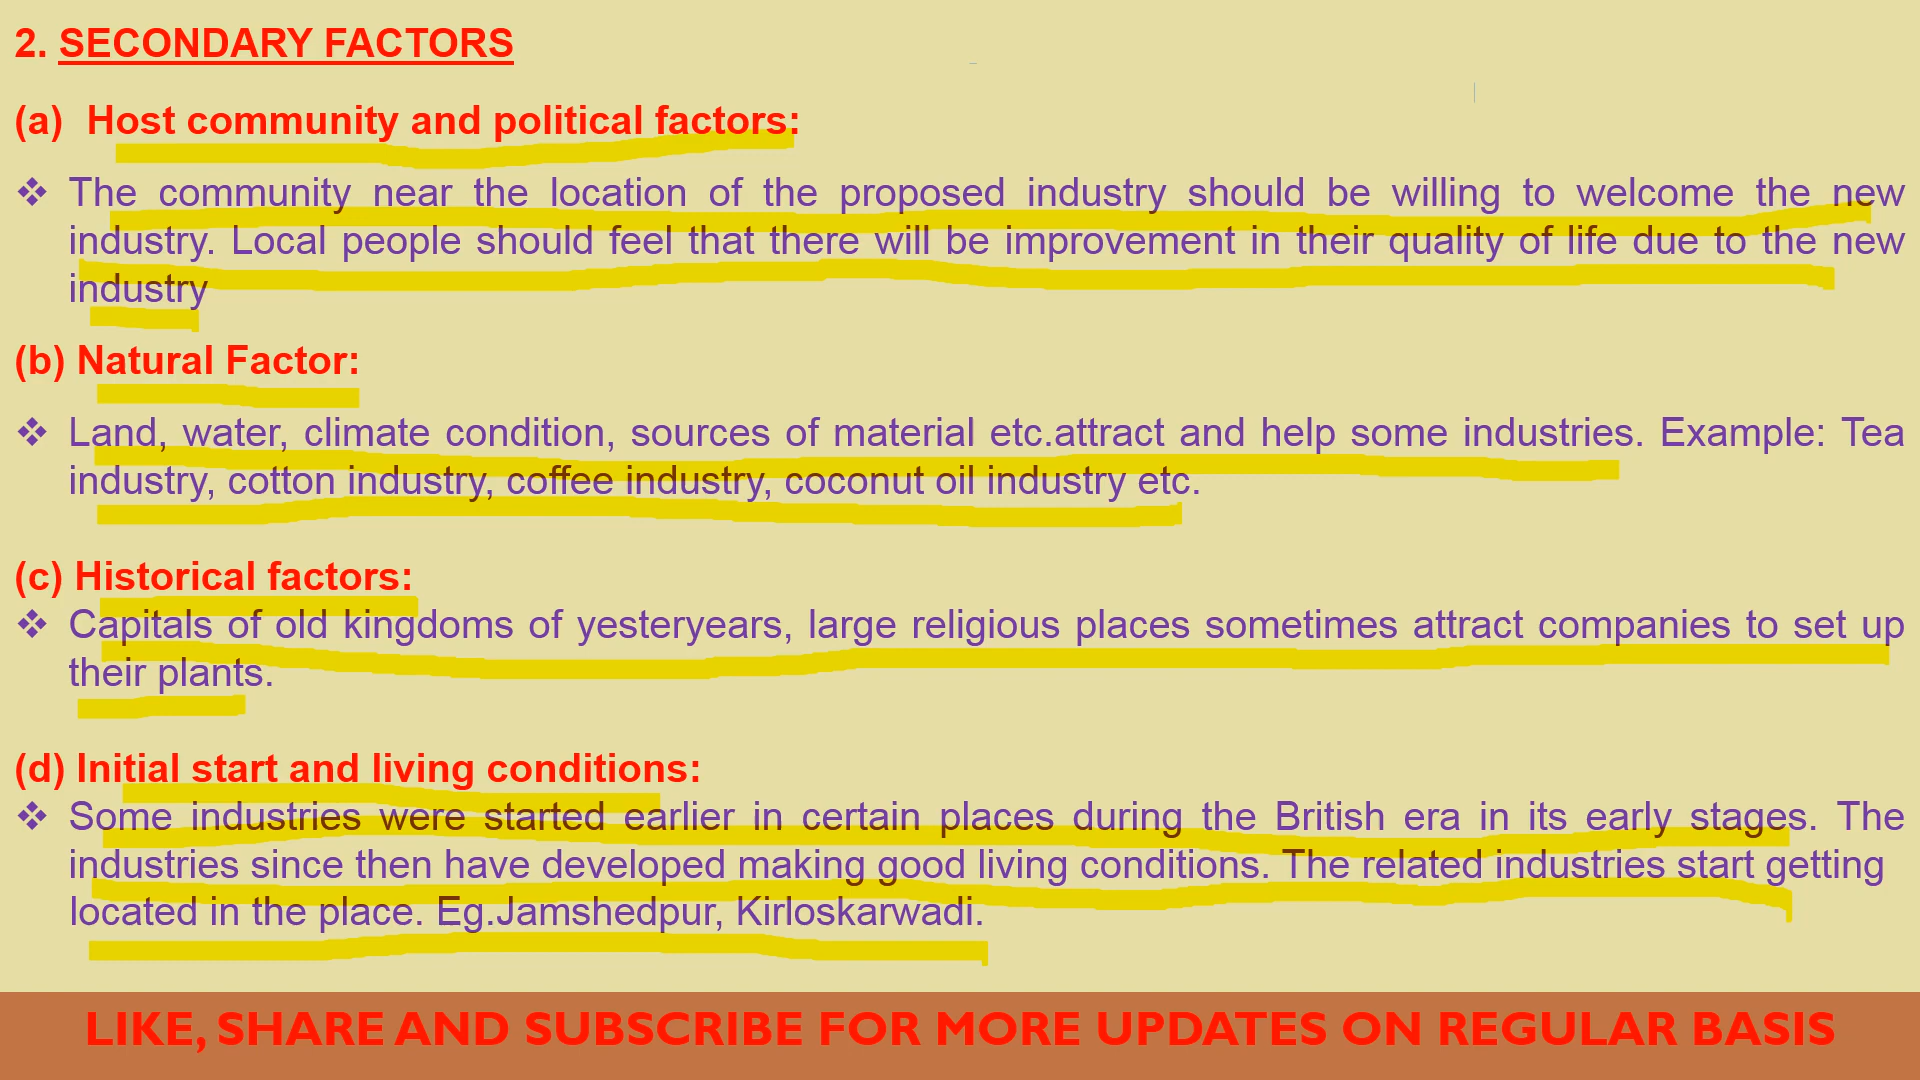 2. SECONDARY FACTORS
(a) Host community and political factors:
❖ The community near the location of the proposed industry should be willing to welcome the new
industry. Local people should feel that there will be improvement in their quality of life due to the new
industry
(b) Natural Factor:
❖ Land, water, climate condition, sources of material etc.attract and help some industries. Example: Tea
industry, cotton industry, coffee industry, coconut oil industry etc.
(c) Historical factors:
❖ Capitals of old kingdoms of yesteryears, large religious places sometimes attract companies to set up
their plants.
(d) Initial start and living conditions:
❖ Some industries were started earlier in certain places during the British era in its early stages. The
industries since then have developed making good living conditions. The related industries start getting
located in the place. Eg.Jamshedpur, Kirloskarwadi.
LIKE, SHARE AND SUBSCRIBE FOR MORE UPDATES ON REGULAR BASIS